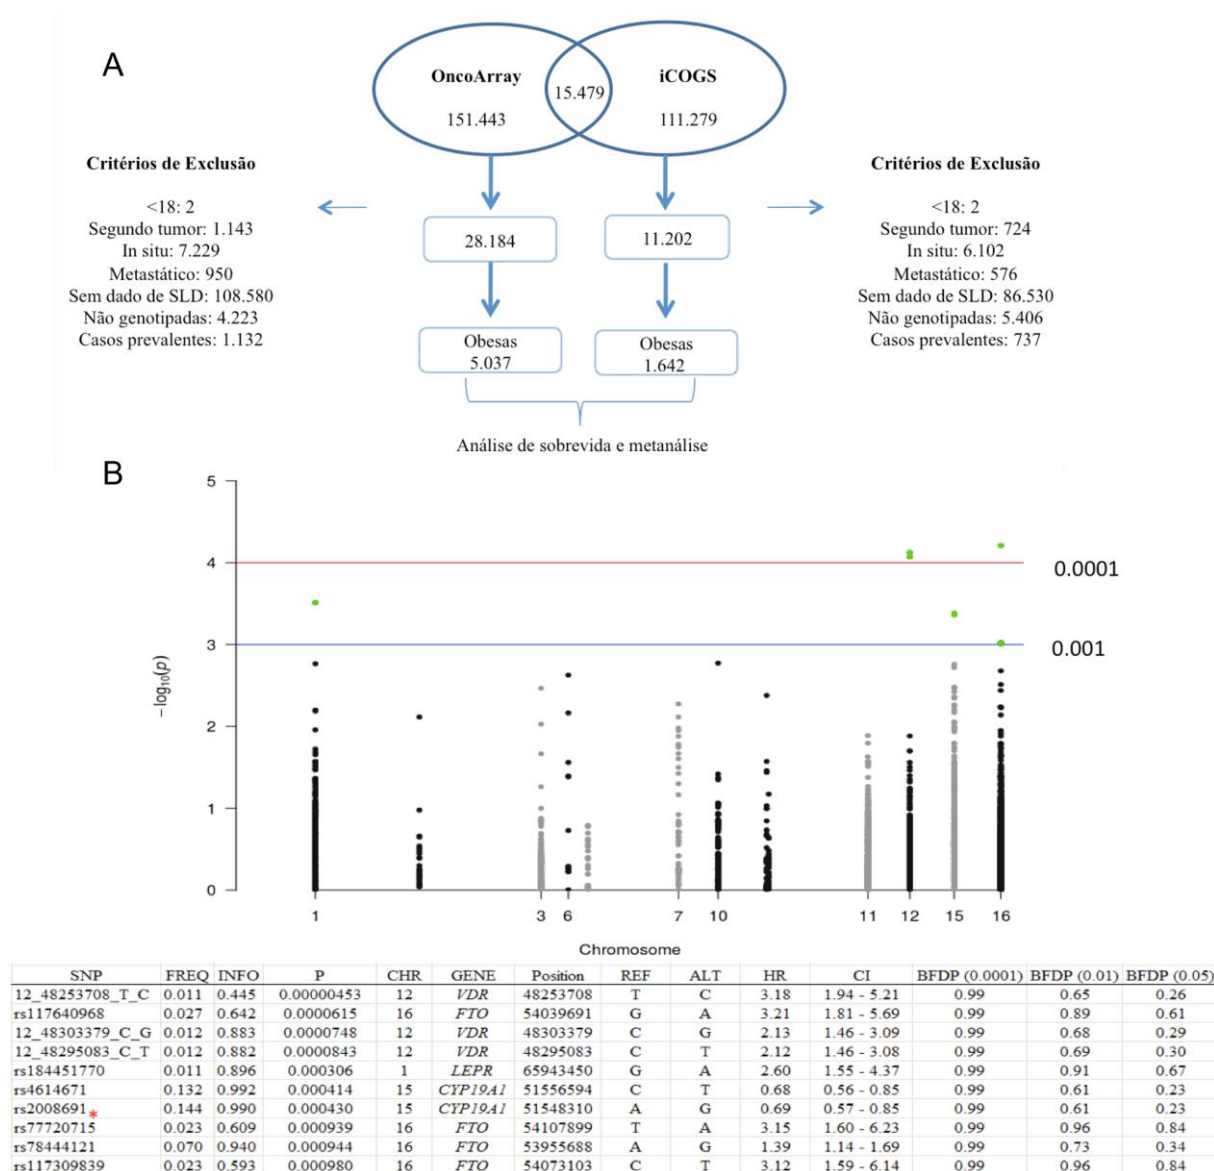 A
OncoArray
15.479
iCOGS
151.443
111.279
Critérios de Exclusão
<18: 2
Segundo tumor: 1.143
In situ: 7.229
Metastático: 950
Sem dado de SLD: 108.580
Não genotipadas: 4.223
Casos prevalentes: 1.132
28.184
11.202
Obesas
5.037
Obesas
1.642
Critérios de Exclusão
<18: 2
Segundo tumor: 724
In situ: 6.102
Metastático: 576
Sem dado de SLD: 86.530
Não genotipadas: 5.406
Casos prevalentes: 737
Análise de sobrevida e metanálise
B
−log10(p)
5
4
3
2
1
0
0.0001
0.001
1 3 6 7 10 11 12 15 16
Chromosome
SNP FREQ INFO P CHR GENE Position REF ALT HR CI BFDP (0.0001) BFDP (0.01) BFDP (0.05)
12_48253708_T_C 0.011 0.445 0.00000453 12 VDR 48253708 T C 3.18 1.94 - 5.21 0.99 0.65 0.26
rs117640968 0.027 0.642 0.0000615 16 FTO 54039691 G A 3.21 1.81 - 5.69 0.99 0.89 0.61
12_48303379_C_G 0.012 0.883 0.0000748 12 VDR 48303379 C G 2.13 1.46 - 3.09 0.99 0.68 0.29
12_48295083_C_T 0.012 0.882 0.0000843 12 VDR 48295083 C T 2.12 1.46 - 3.08 0.99 0.69 0.30
rs184451770 0.011 0.896 0.000306 1 LEPR 65943450 G A 2.60 1.55 - 4.37 0.99 0.91 0.67
rs4614671 0.132 0.992 0.000414 15 CYP19A1 51556594 C T 0.68 0.56 - 0.85 0.99 0.61 0.23
rs2008691 * 0.144 0.990 0.000430 15 CYP19A1 51548310 A G 0.69 0.57 - 0.85 0.99 0.61 0.23
rs77720715 0.023 0.609 0.000939 16 FTO 54107899 T A 3.15 1.60 - 6.23 0.99 0.96 0.84
rs78444121 0.070 0.940 0.000944 16 FTO 53955688 A G 1.39 1.14 - 1.69 0.99 0.73 0.34
rs117309839 0.023 0.593 0.000980 16 FTO 54073103 C T 3.12 1.59 - 6.14 0.99 0.96 0.84